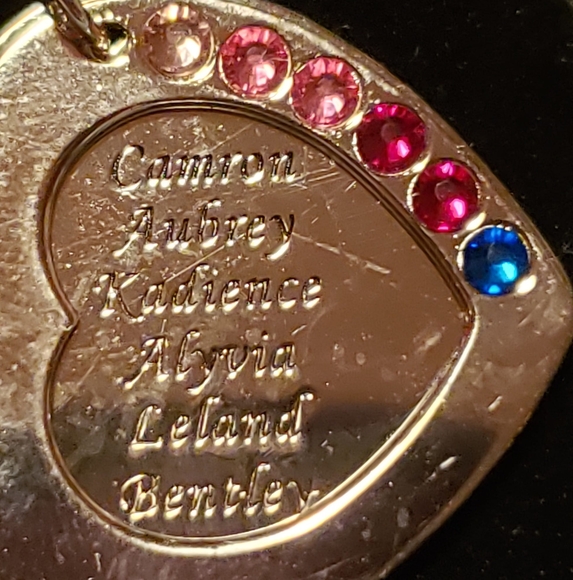 Camron
Aubrey
Kadience
Alyvia
Leland
Bentley